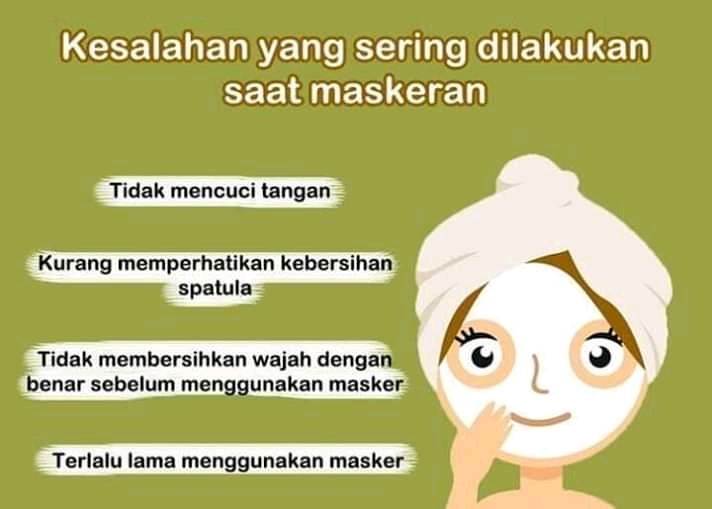 Kesalahan yang sering dilakukan
saat maskeran
Tidak mencuci tangan
Kurang memperhatikan kebersihan
spatula
Tidak membersihkan wajah dengan
benar sebelum menggunakan masker
Terlalu lama menggunakan masker